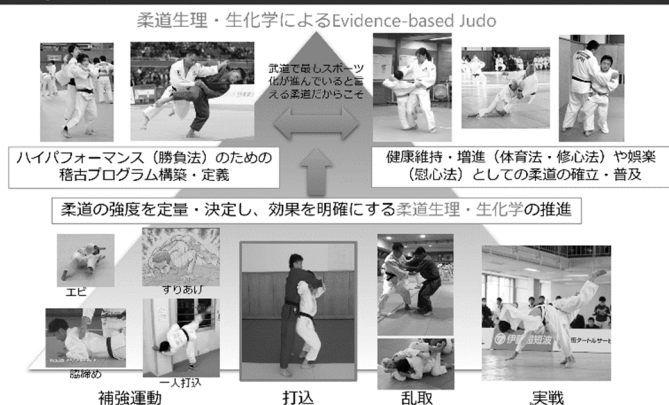 柔道生理・生化学によるEvidence-based Judo
武道で最もスポーツ
化が進んでいると言
える柔道だからこそ
ハイパフォーマンス（勝負法）のための
稽古プログラム構築・定義
健康維持・増進（体育法・修心法）や娯楽
（慰心法）としての柔道の確立・普及
柔道の強度を定量・決定し、効果を明確にする柔道生理・生化学の推進
エビ
すりあげ
脇締め
一人打込
補強運動
打込
乱取
実戦